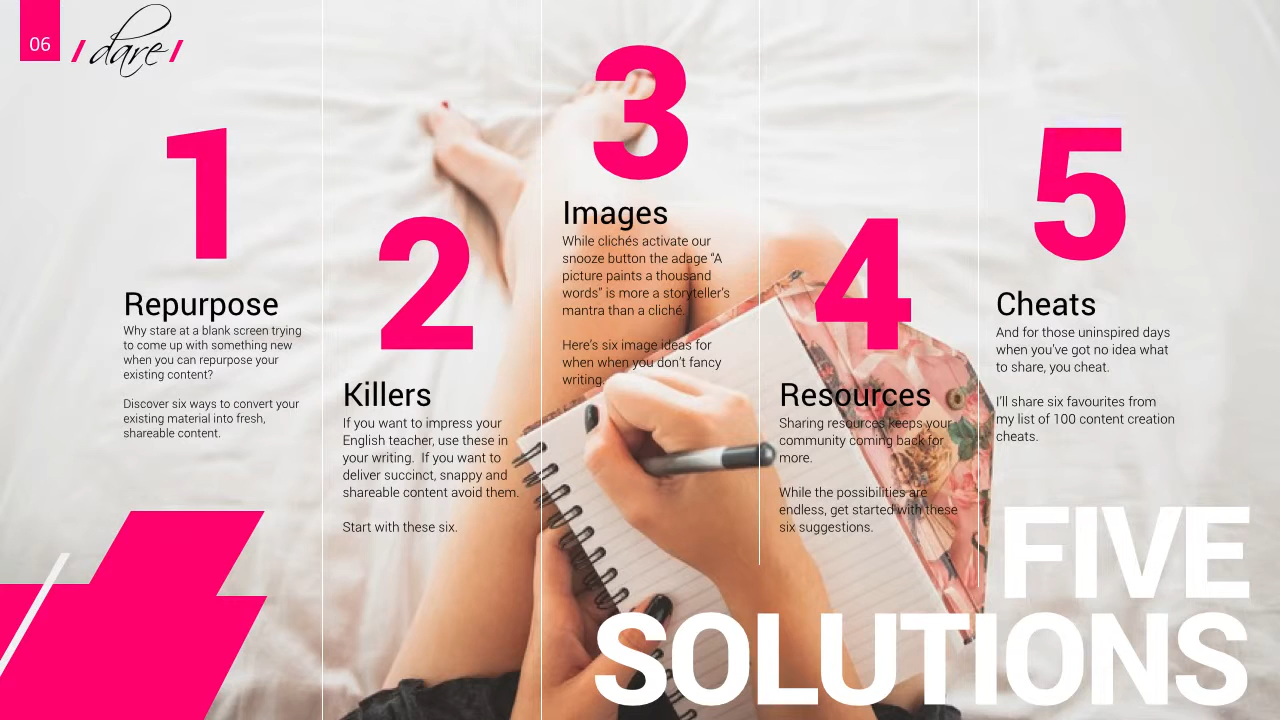 06
/ dare /
1
Repurpose
Why stare at a blank screen trying
to come up with something new
when you can repurpose your
existing content?
Discover six ways to convert your
existing material into fresh,
shareable content.
2
Killers
If you want to impress your
English teacher, use these in
your writing.  If you want to
deliver succinct, snappy and
shareable content avoid them.
Start with these six.
3
Images
While clichés activate our
snooze button the adage “A
picture paints a thousand
words” is more a storyteller’s
mantra than a cliché.
Here’s six image ideas for
when when you don’t fancy
writing.
4
Resources
Sharing resources keeps your
community coming back for
more.
While the possibilities are
endless, get started with these
six suggestions.
5
Cheats
And for those uninspired days
when you’ve got no idea what
to share, you cheat.
I’ll share six favourites from
my list of 100 content creation
cheats.
FIVE
SOLUTIONS